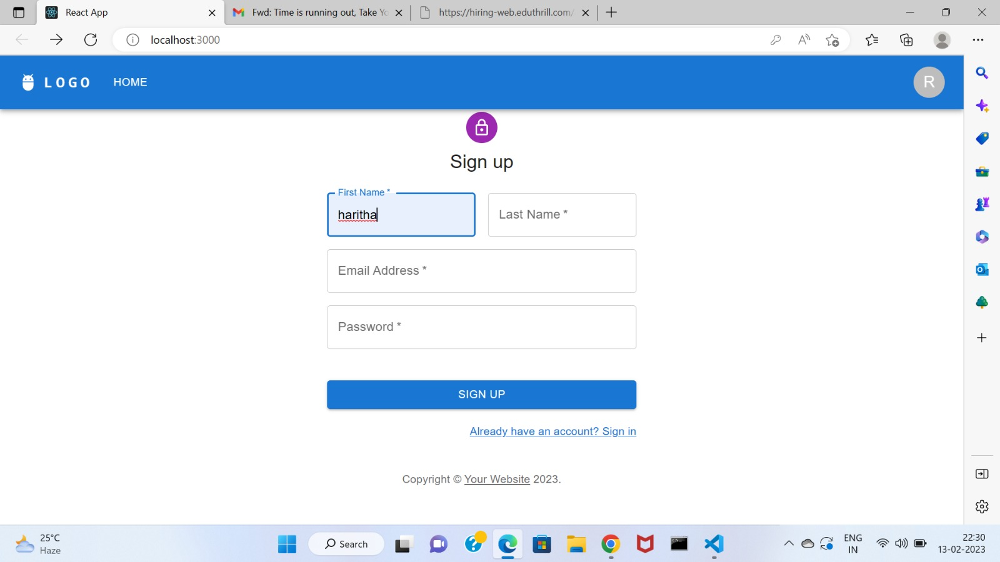 React App
Fwd: Time is running out, Take Yo
https://hiring-web.eduthrill.com/
localhost:3000
LOGO
HOME
R
Sign up
First Name *
haritha
Last Name *
Email Address *
Password *
SIGN UP
Already have an account? Sign in
Copyright © Your Website 2023.
25°C
Haze
Search
ENG
IN
22:30
13-02-2023